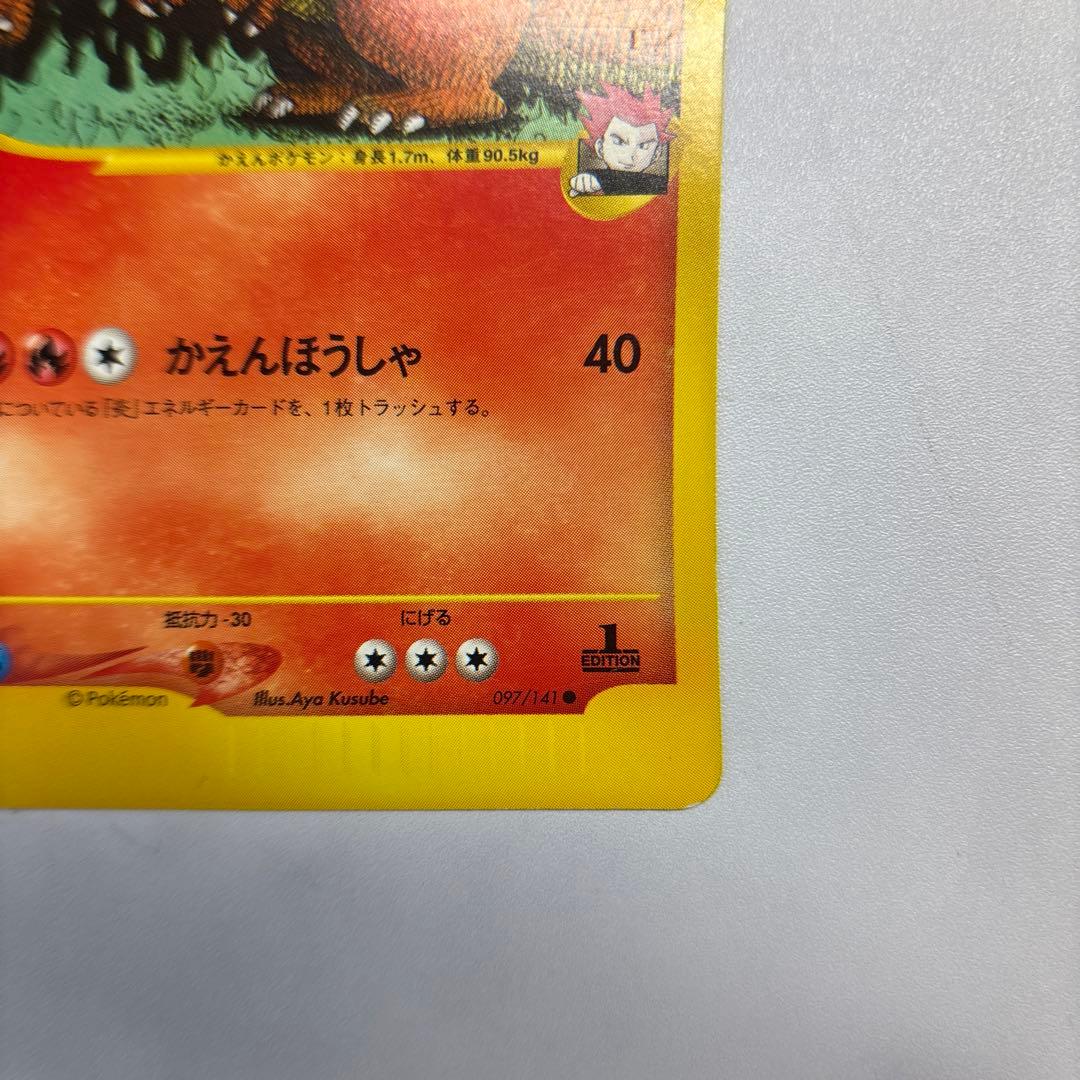 かえんポケモン：身長1.7m、体重90.5kg
かえんほうしゃ 40
についている『炎』エネルギーカードを、1枚トラッシュする。
抵抗力 -30 にげる
1
EDITION
©Pokémon Illus.Aya Kusube 097/141●